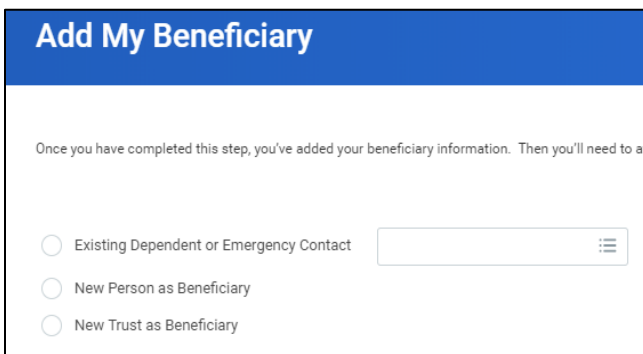 Add My Beneficiary
Once you have completed this step, you've added your beneficiary information. Then you'll need to a
Existing Dependent or Emergency Contact
New Person as Beneficiary
New Trust as Beneficiary